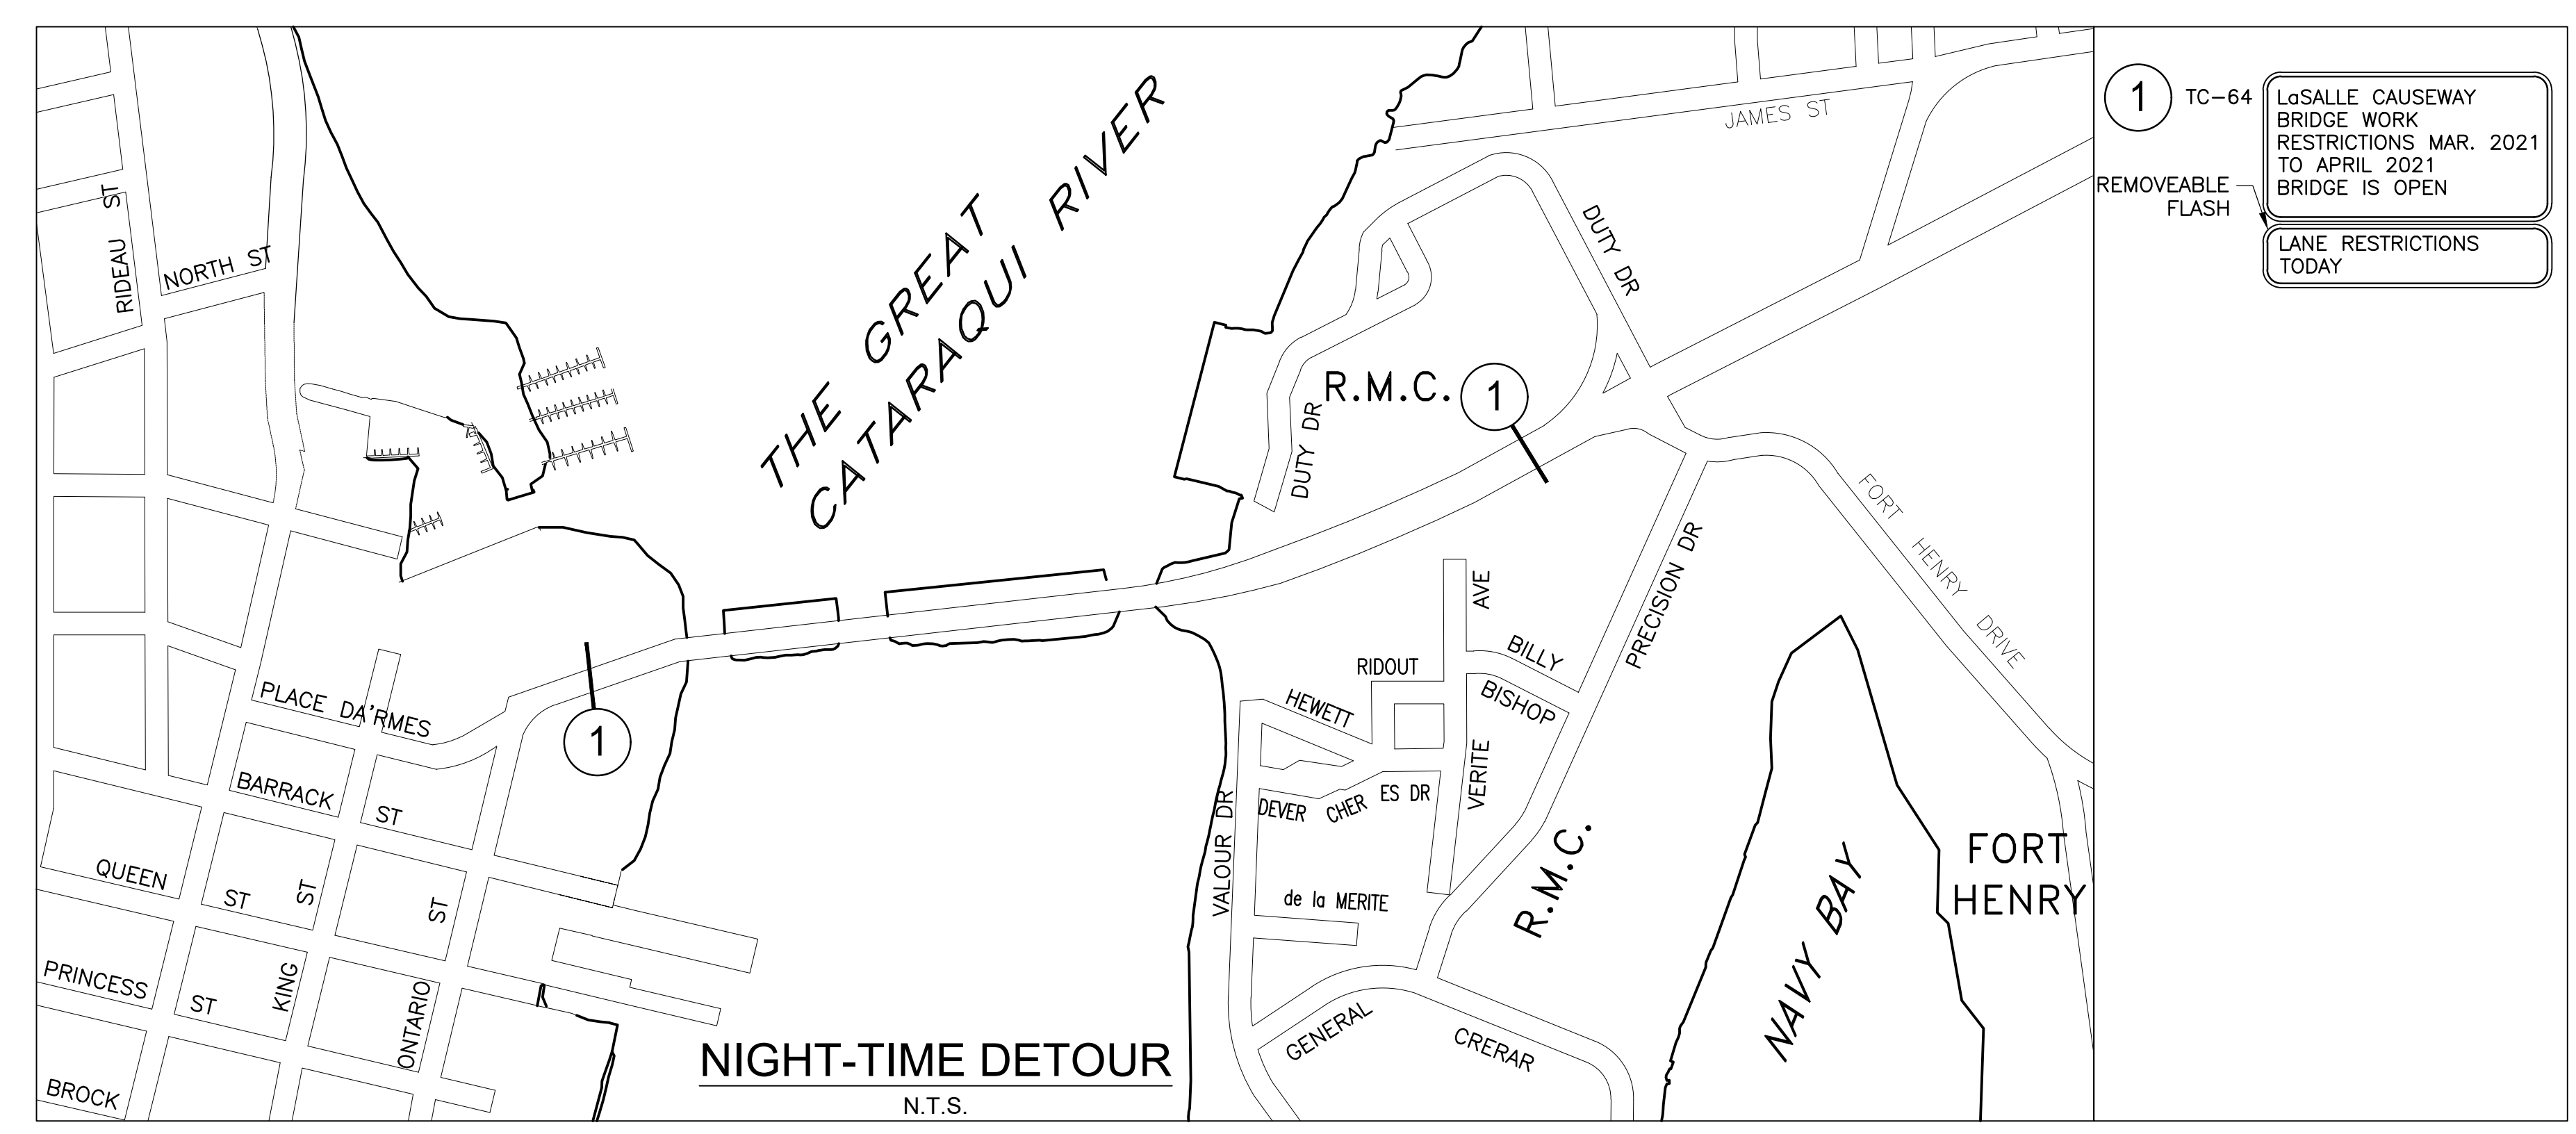 RIDEAU ST
NORTH ST
THE GREAT
CATARAQUI RIVER
JAMES ST
DUTY DR
R.M.C.
1
DUTY DR
FORT HENRY DRIVE
PRECISION DR
AVE
BILLY
BISHOP
RIDOUT
HEWETT
VERITE
DEVER CHER ES DR
VALOUR DR
de la MERITE
R.M.C.
NAVY BAY
FORT
HENRY
GENERAL CRERAR
PLACE DA'RMES
1
BARRACK ST
QUEEN ST
ST
ST
PRINCESS ST
KING
ONTARIO
BROCK
NIGHT-TIME DETOUR
N.T.S.
1
TC-64
LaSALLE CAUSEWAY
BRIDGE WORK
RESTRICTIONS MAR. 2021
TO APRIL 2021
BRIDGE IS OPEN
REMOVEABLE
FLASH
LANE RESTRICTIONS
TODAY